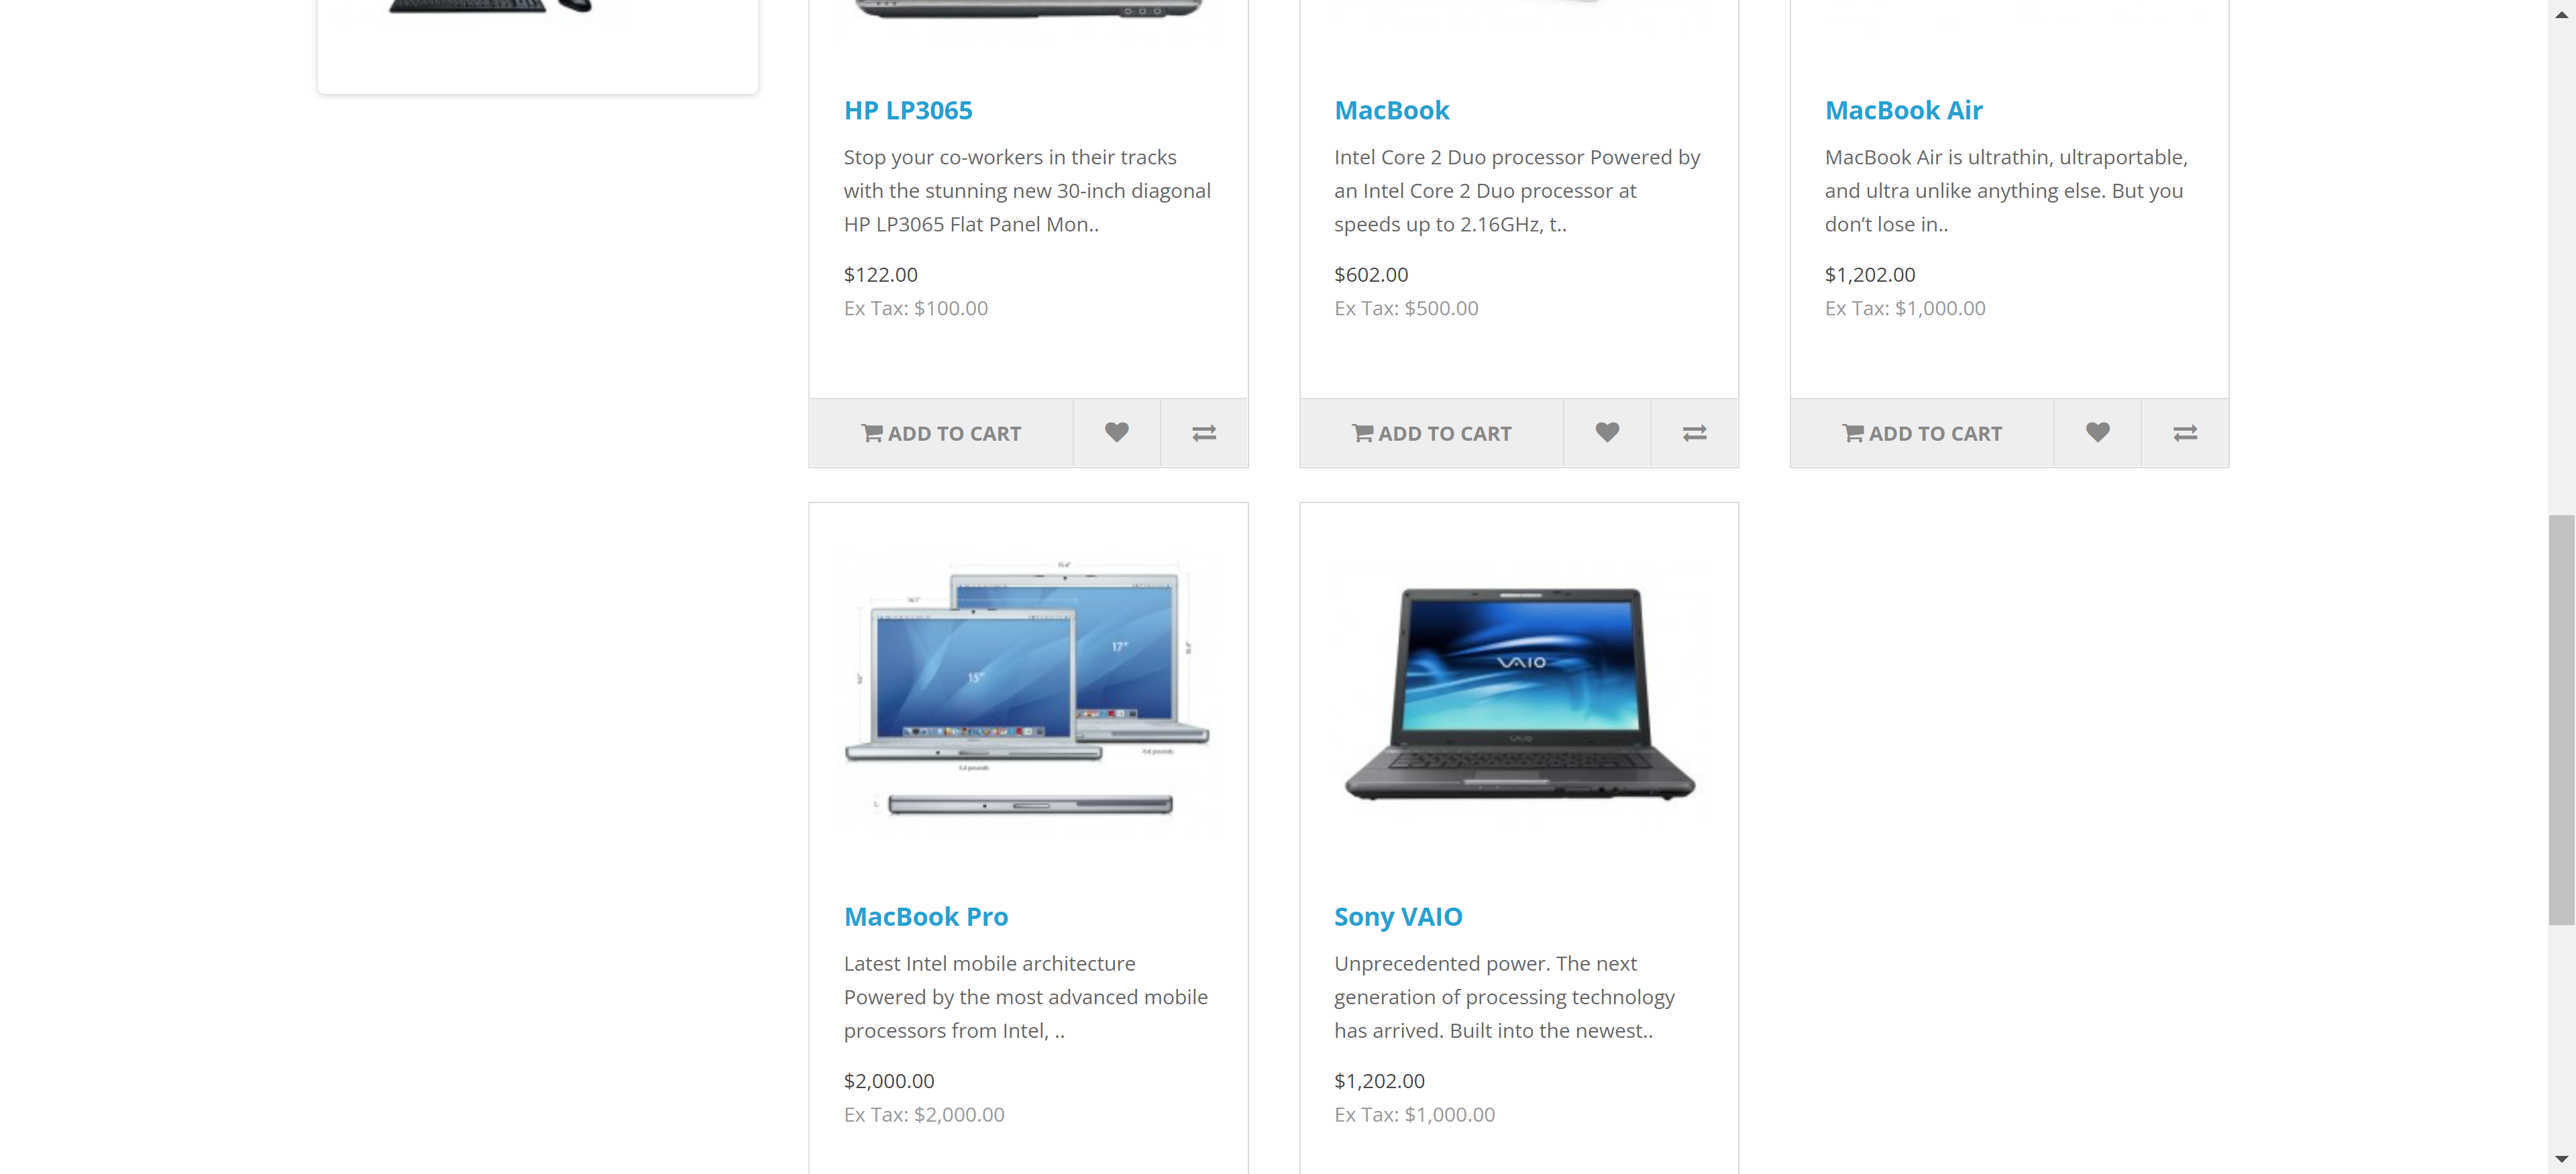 HP LP3065
Stop your co-workers in their tracks
with the stunning new 30-inch diagonal
HP LP3065 Flat Panel Mon..
$122.00
Ex Tax: $100.00
ADD TO CART
MacBook
Intel Core 2 Duo processor Powered by
an Intel Core 2 Duo processor at
speeds up to 2.16GHz, t..
$602.00
Ex Tax: $500.00
ADD TO CART
MacBook Air
MacBook Air is ultrathin, ultraportable,
and ultra unlike anything else. But you
don’t lose in..
$1,202.00
Ex Tax: $1,000.00
ADD TO CART
17"
15"
MacBook Pro
Latest Intel mobile architecture
Powered by the most advanced mobile
processors from Intel, ..
$2,000.00
Ex Tax: $2,000.00
VAIO
VAIO
Sony VAIO
Unprecedented power. The next
generation of processing technology
has arrived. Built into the newest..
$1,202.00
Ex Tax: $1,000.00